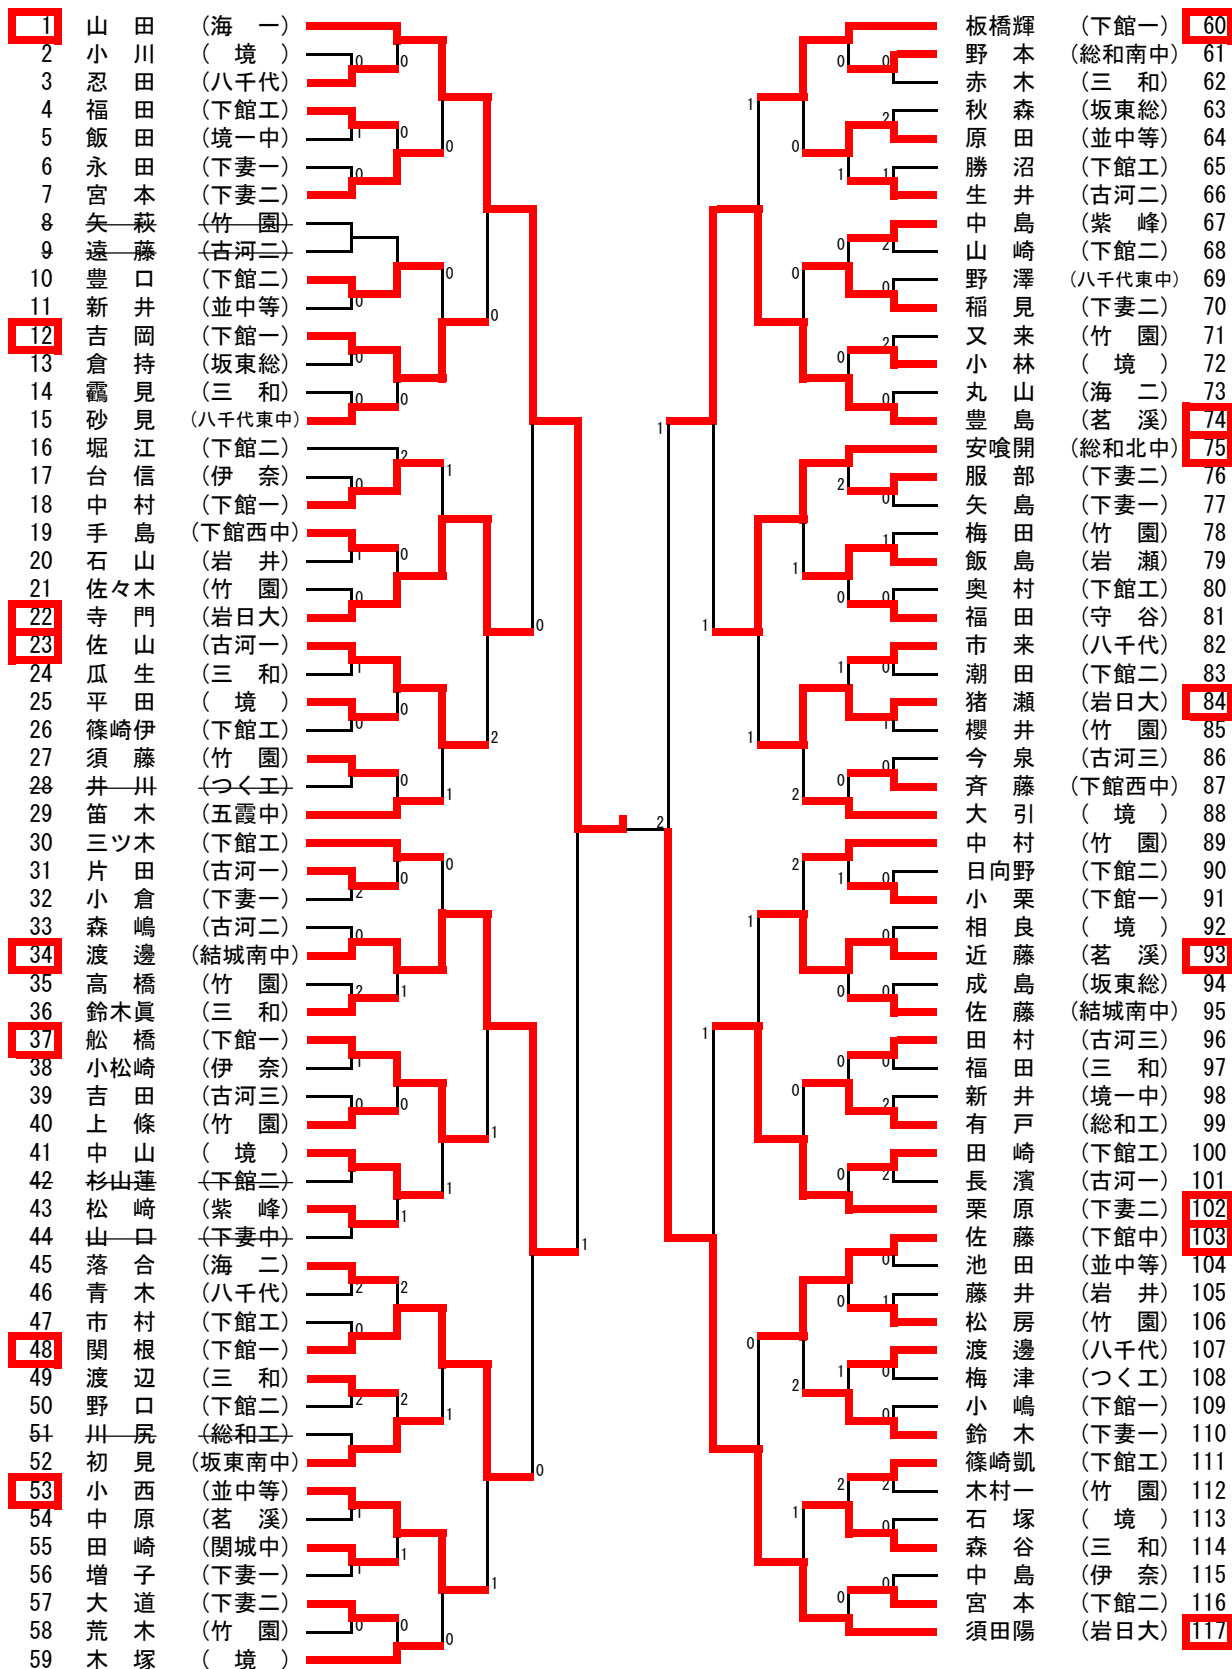 1 山 田 (海 一)
2 小 川 ( 境 )
3 忍 田 (八千代)
4 福 田 (下館工)
5 飯 田 (境一中)
6 永 田 (下妻一)
7 宮 本 (下妻二)
8 矢 萩 (竹 園)
9 遠 藤 (古河二)
10 豊 口 (下館二)
11 新 井 (並中等)
12 吉 岡 (下館一)
13 倉 持 (坂東総)
14 靍 見 (三 和)
15 砂 見 (八千代東中)
16 堀 江 (下館二)
17 台 信 (伊 奈)
18 中 村 (下館一)
19 手 島 (下館西中)
20 石 山 (岩 井)
21 佐々木 (竹 園)
22 寺 門 (岩日大)
23 佐 山 (古河一)
24 瓜 生 (三 和)
25 平 田 ( 境 )
26 篠崎伊 (下館工)
27 須 藤 (竹 園)
28 井 川 (つく工)
29 笛 木 (五霞中)
30 三ツ木 (下館工)
31 片 田 (古河一)
32 小 倉 (下妻一)
33 森 嶋 (古河二)
34 渡 邊 (結城南中)
35 高 橋 (竹 園)
36 鈴木眞 (三 和)
37 舩 橋 (下館一)
38 小松崎 (伊 奈)
39 吉 田 (古河三)
40 上 條 (竹 園)
41 中 山 ( 境 )
42 杉山蓮 (下館二)
43 松 﨑 (紫 峰)
44 山 口 (下妻中)
45 落 合 (海 二)
46 青 木 (八千代)
47 市 村 (下館工)
48 関 根 (下館一)
49 渡 辺 (三 和)
50 野 口 (下館二)
51 川 尻 (総和工)
52 初 見 (坂東南中)
53 小 西 (並中等)
54 中 原 (茗 溪)
55 田 崎 (関城中)
56 増 子 (下妻一)
57 大 道 (下妻二)
58 荒 木 (竹 園)
59 木 塚 ( 境 )
板橋輝 (下館一) 60
野 本 (総和南中) 61
赤 木 (三 和) 62
秋 森 (坂東総) 63
原 田 (並中等) 64
勝 沼 (下館工) 65
生 井 (古河二) 66
中 島 (紫 峰) 67
山 崎 (下館二) 68
野 澤 (八千代東中) 69
稲 見 (下妻二) 70
又 来 (竹 園) 71
小 林 ( 境 ) 72
丸 山 (海 二) 73
豊 島 (茗 溪) 74
安喰開 (総和北中) 75
服 部 (下妻二) 76
矢 島 (下妻一) 77
梅 田 (竹 園) 78
飯 島 (岩 瀬) 79
奥 村 (下館工) 80
福 田 (守 谷) 81
市 来 (八千代) 82
潮 田 (下館二) 83
猪 瀬 (岩日大) 84
櫻 井 (竹 園) 85
今 泉 (古河三) 86
斉 藤 (下館西中) 87
大 引 ( 境 ) 88
中 村 (竹 園) 89
日向野 (下館二) 90
小 栗 (下館一) 91
相 良 ( 境 ) 92
近 藤 (茗 溪) 93
成 島 (坂東総) 94
佐 藤 (結城南中) 95
田 村 (古河三) 96
福 田 (三 和) 97
新 井 (境一中) 98
有 戸 (総和工) 99
田 崎 (下館工) 100
長 濱 (古河一) 101
栗 原 (下妻二) 102
佐 藤 (下館中) 103
池 田 (並中等) 104
藤 井 (岩 井) 105
松 房 (竹 園) 106
渡 邊 (八千代) 107
梅 津 (つく工) 108
小 嶋 (下館一) 109
鈴 木 (下妻一) 110
篠崎凱 (下館工) 111
木村一 (竹 園) 112
石 塚 ( 境 ) 113
森 谷 (三 和) 114
中 島 (伊 奈) 115
宮 本 (下館二) 116
須田陽 (岩日大) 117